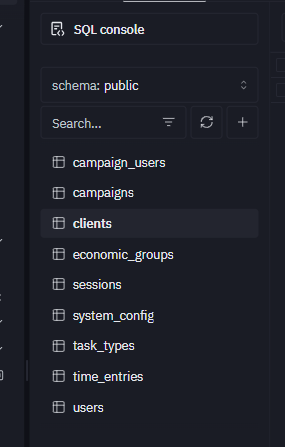 SQL console
schema: public
Search...
campaign_users
campaigns
clients
economic_groups
sessions
system_config
task_types
time_entries
users